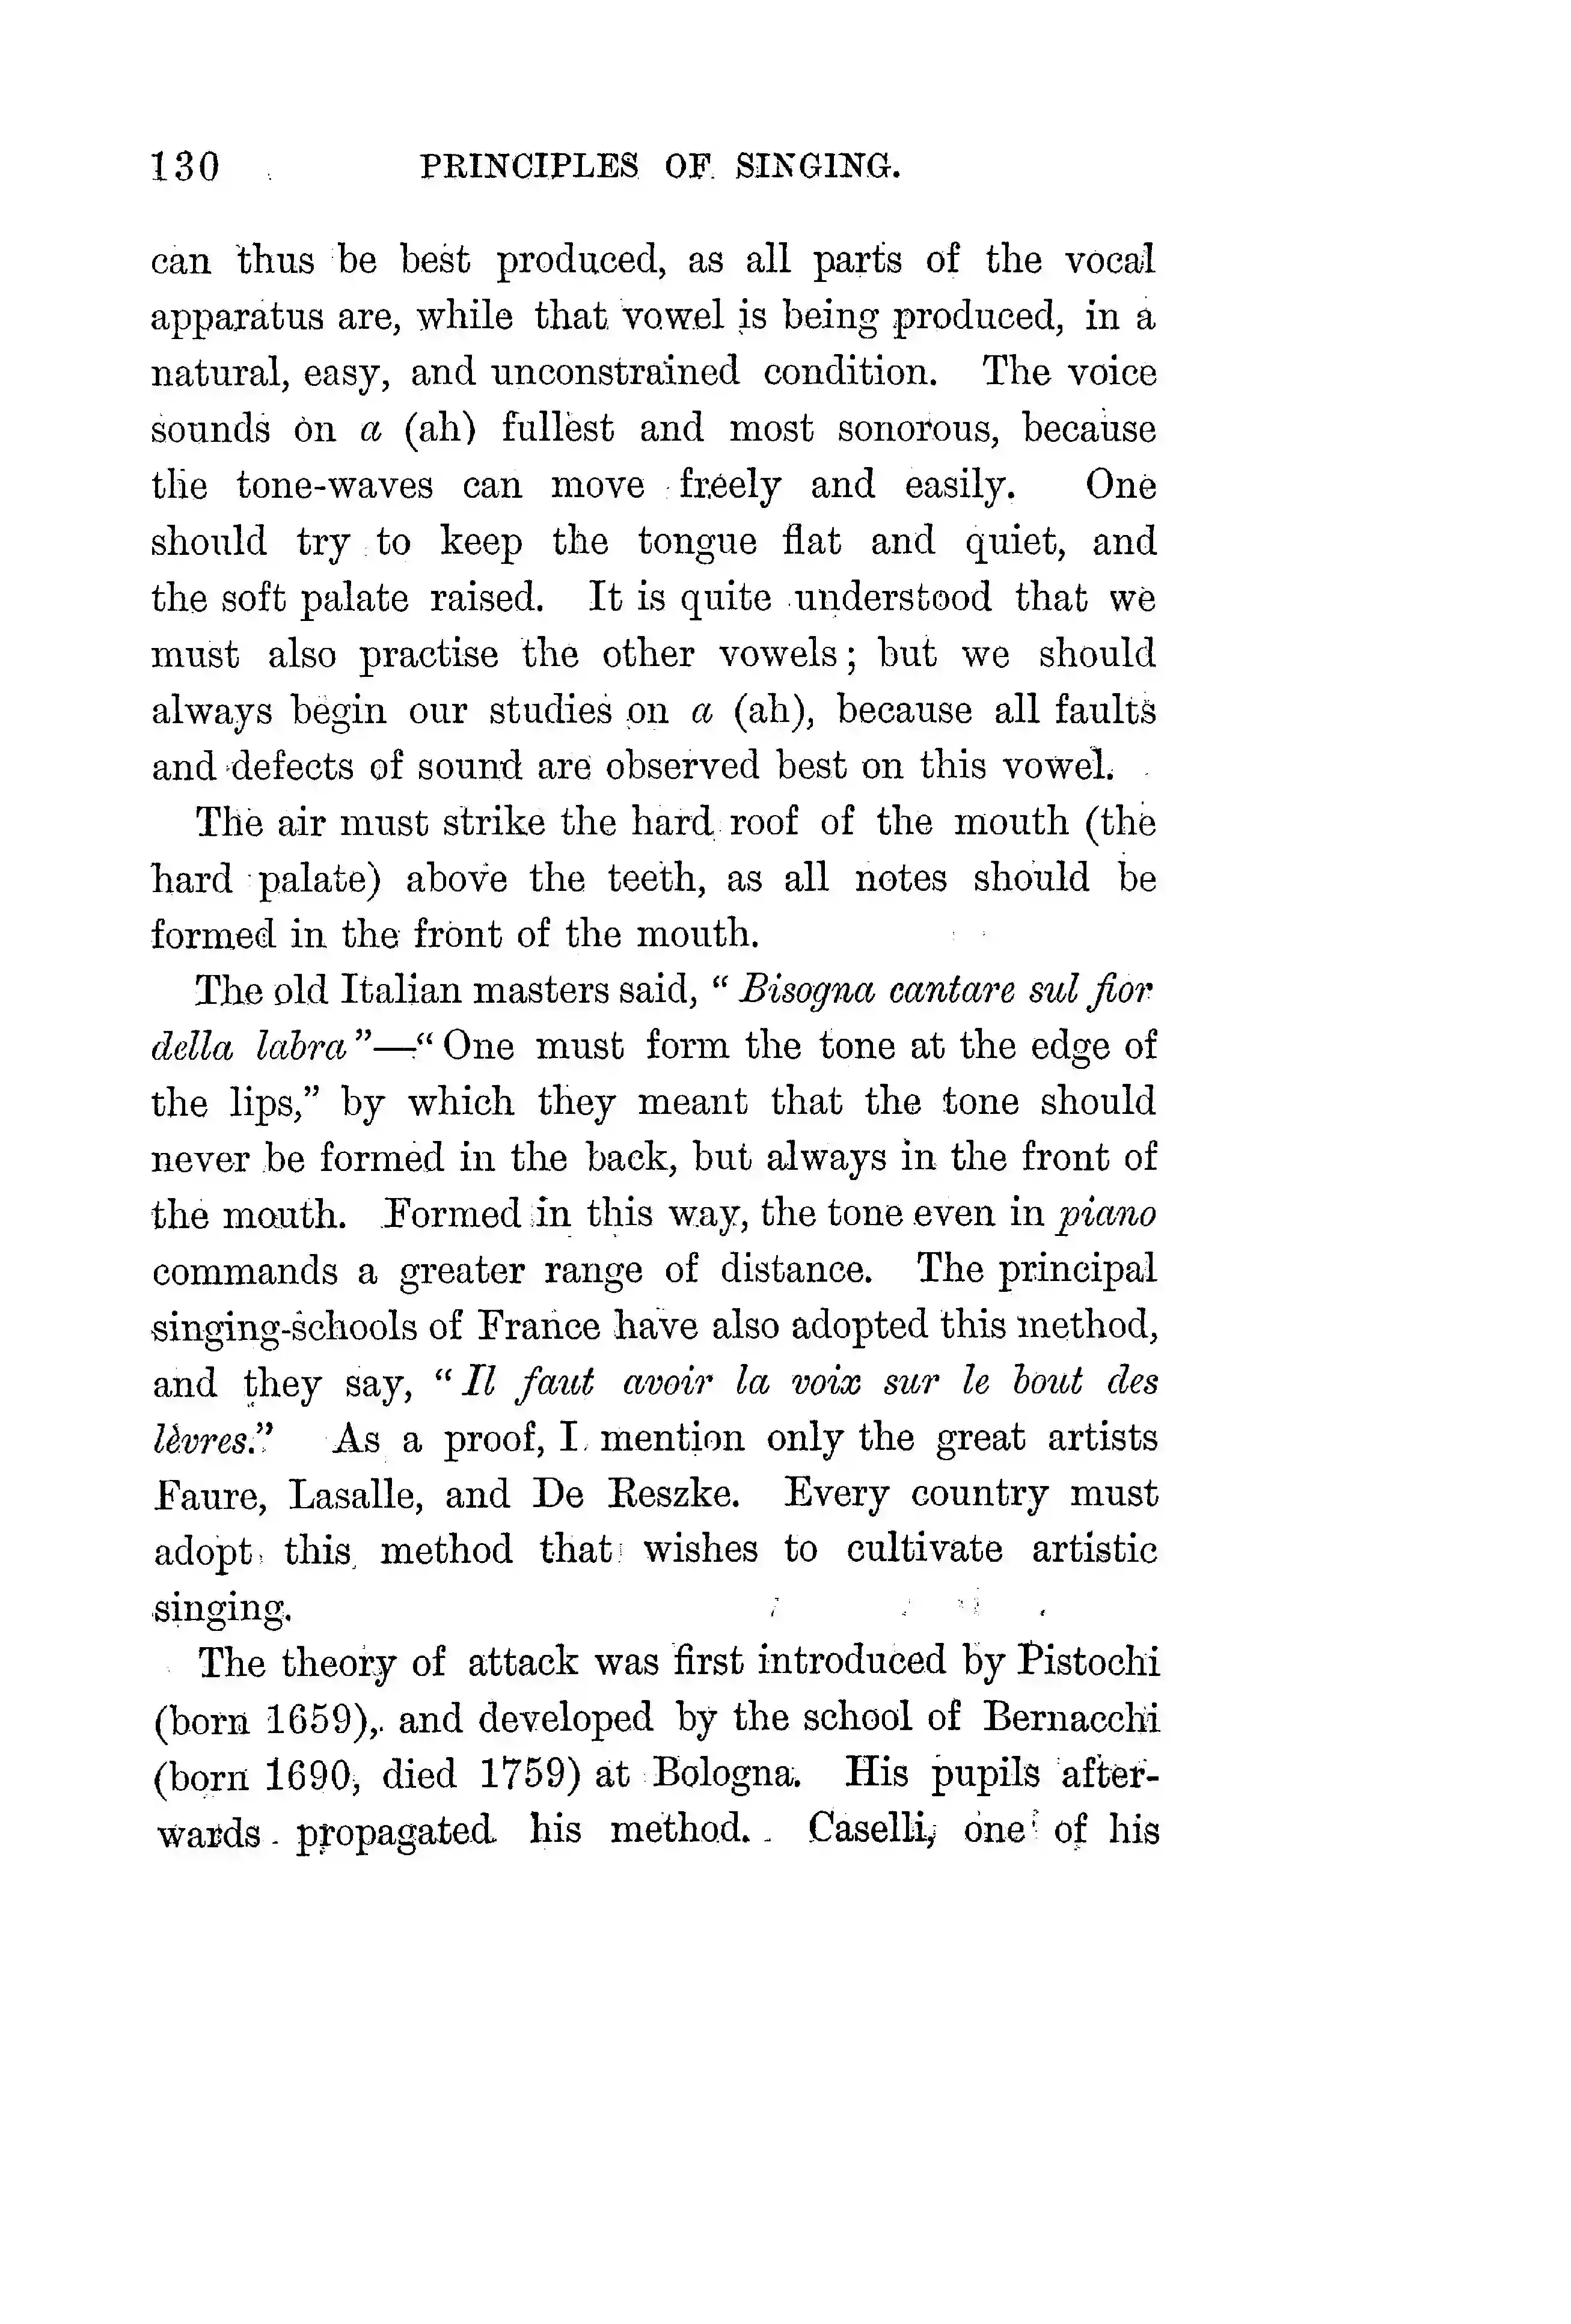 130 PRINCIPLES OF SINGING.
can thus be best produced, as all parts of the vocal
apparatus are, while that vowel is being produced, in a
natural, easy, and unconstrained condition. The voice
sounds on a (ah) fullest and most sonorous, because
the tone-waves can move freely and easily. One
should try to keep the tongue flat and quiet, and
the soft palate raised. It is quite understood that we
must also practise the other vowels; but we should
always begin our studies on a (ah), because all faults
and defects of sound are observed best on this vowel.
The air must strike the hard roof of the mouth (the
hard palate) above the teeth, as all notes should be
formed in the front of the mouth.
The old Italian masters said, “Bisogna cantare sul fior
della labra”—“One must form the tone at the edge of
the lips,” by which they meant that the tone should
never be formed in the back, but always in the front of
the mouth. Formed in this way, the tone even in piano
commands a greater range of distance. The principal
singing-schools of France have also adopted this method,
and they say, “Il faut avoir la voix sur le bout des
lèvres.” As a proof, I mention only the great artists
Faure, Lasalle, and De Reszke. Every country must
adopt this method that wishes to cultivate artistic
singing.
The theory of attack was first introduced by Pistochi
(born 1659), and developed by the school of Bernacchi
(born 1690, died 1759) at Bologna. His pupils after-
wards propagated his method. Caselli, one of his